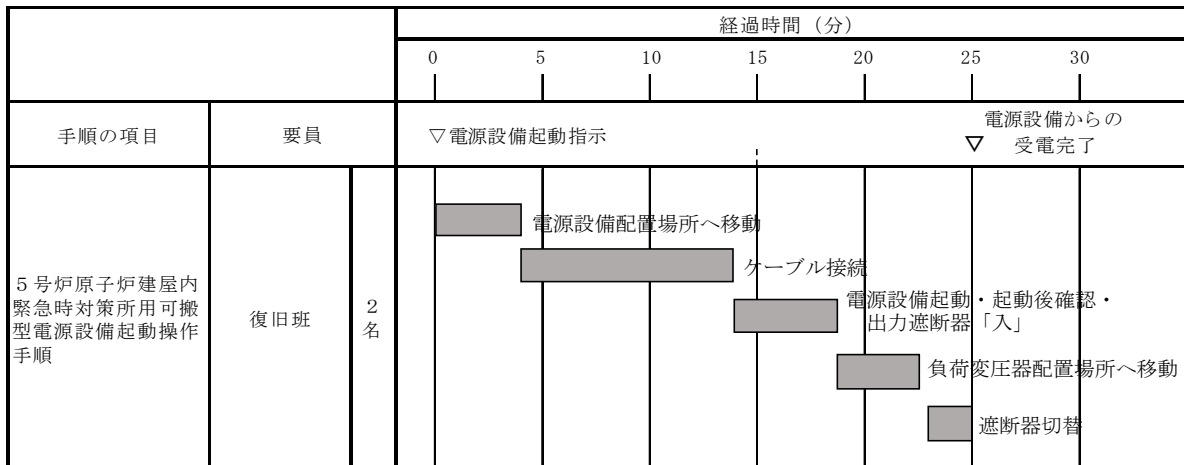 経過時間（分）
0 5 10 15 20 25 30
手順の項目
要員
▽電源設備起動指示
電源設備からの
▽ 受電完了
５号炉原子炉建屋内
緊急時対策所用可搬
型電源設備起動操作
手順
復旧班
２
名
電源設備配置場所へ移動
ケーブル接続
電源設備起動・起動後確認・
出力遮断器「入」
負荷変圧器配置場所へ移動
遮断器切替